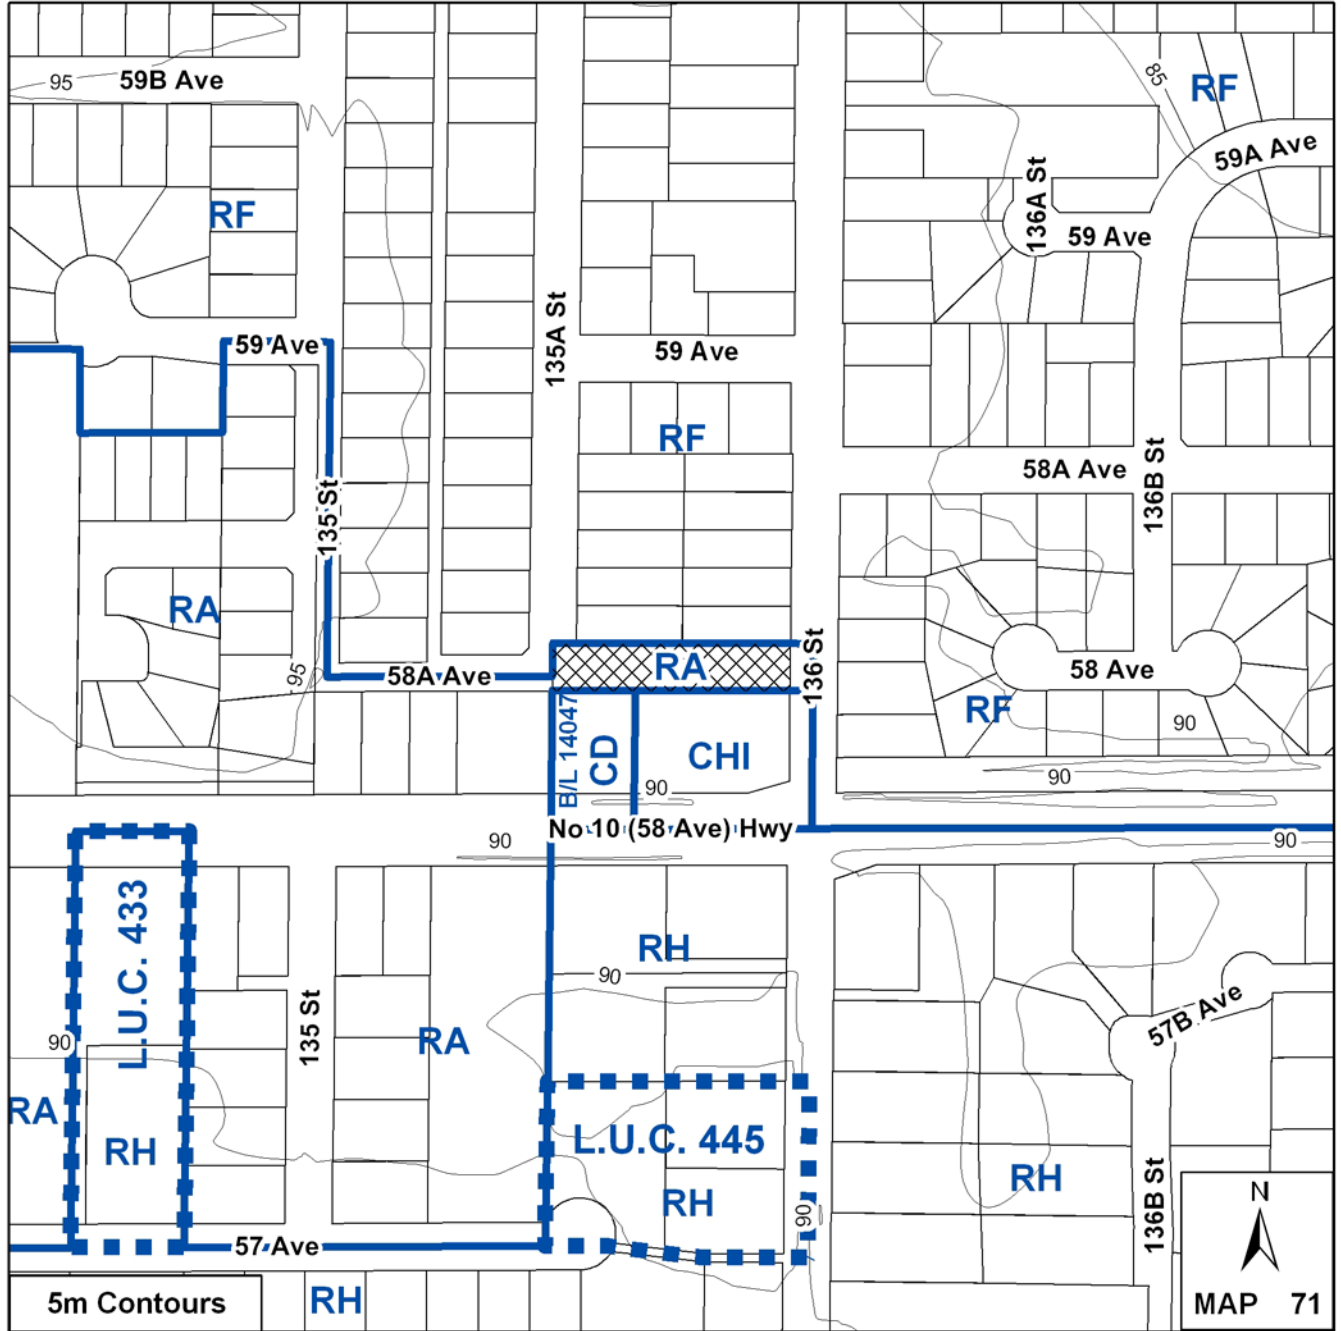 95
59B Ave
85
RF
59A Ave
136A St
RF
59 Ave
135A St
59 Ave
59 Ave
RF
58A Ave
136B St
135 St
RA
136 St
RA
58 Ave
95
58A Ave
RF
90
B/L 14047
CD
CHI
90
90
No 10 (58 Ave) Hwy
90
90
L.U.C. 433
RH
90
135 St
57B Ave
RA
90
RA
L.U.C. 445
RH
RH
RH
90
136B St
N
57 Ave
5m Contours
RH
MAP 71